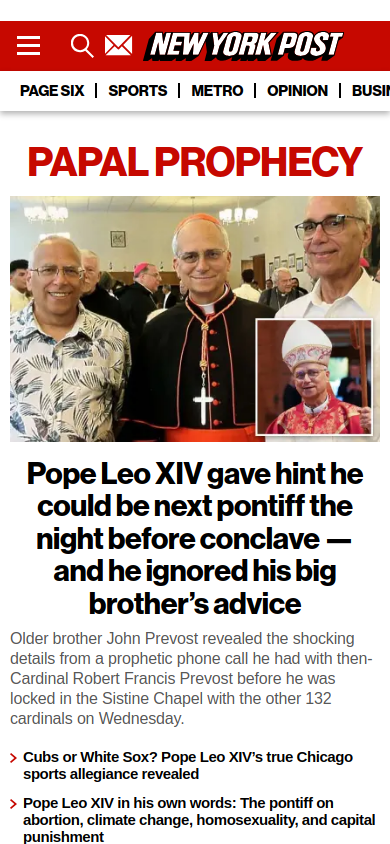 NEW YORK POST
PAGE SIX
SPORTS
METRO
OPINION
BUSIN
PAPAL PROPHECY
Pope Leo XIV gave hint he
could be next pontiff the
night before conclave —
and he ignored his big
brother’s advice
Older brother John Prevost revealed the shocking
details from a prophetic phone call he had with then-
Cardinal Robert Francis Prevost before he was
locked in the Sistine Chapel with the other 132
cardinals on Wednesday.
Cubs or White Sox? Pope Leo XIV’s true Chicago
sports allegiance revealed
Pope Leo XIV in his own words: The pontiff on
abortion, climate change, homosexuality, and capital
punishment